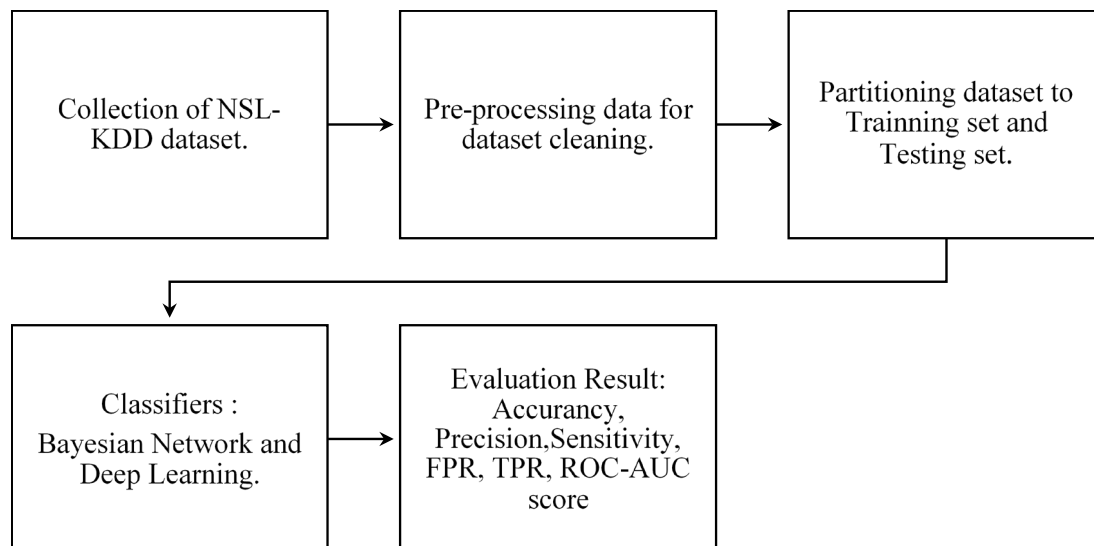 Collection of NSL-
KDD dataset.
Pre-processing data for
dataset cleaning.
Partitioning dataset to
Trainning set and
Testing set.
Classifiers :
Bayesian Network and
Deep Learning.
Evaluation Result:
Accurancy,
Precision,Sensitivity,
FPR, TPR, ROC-AUC
score